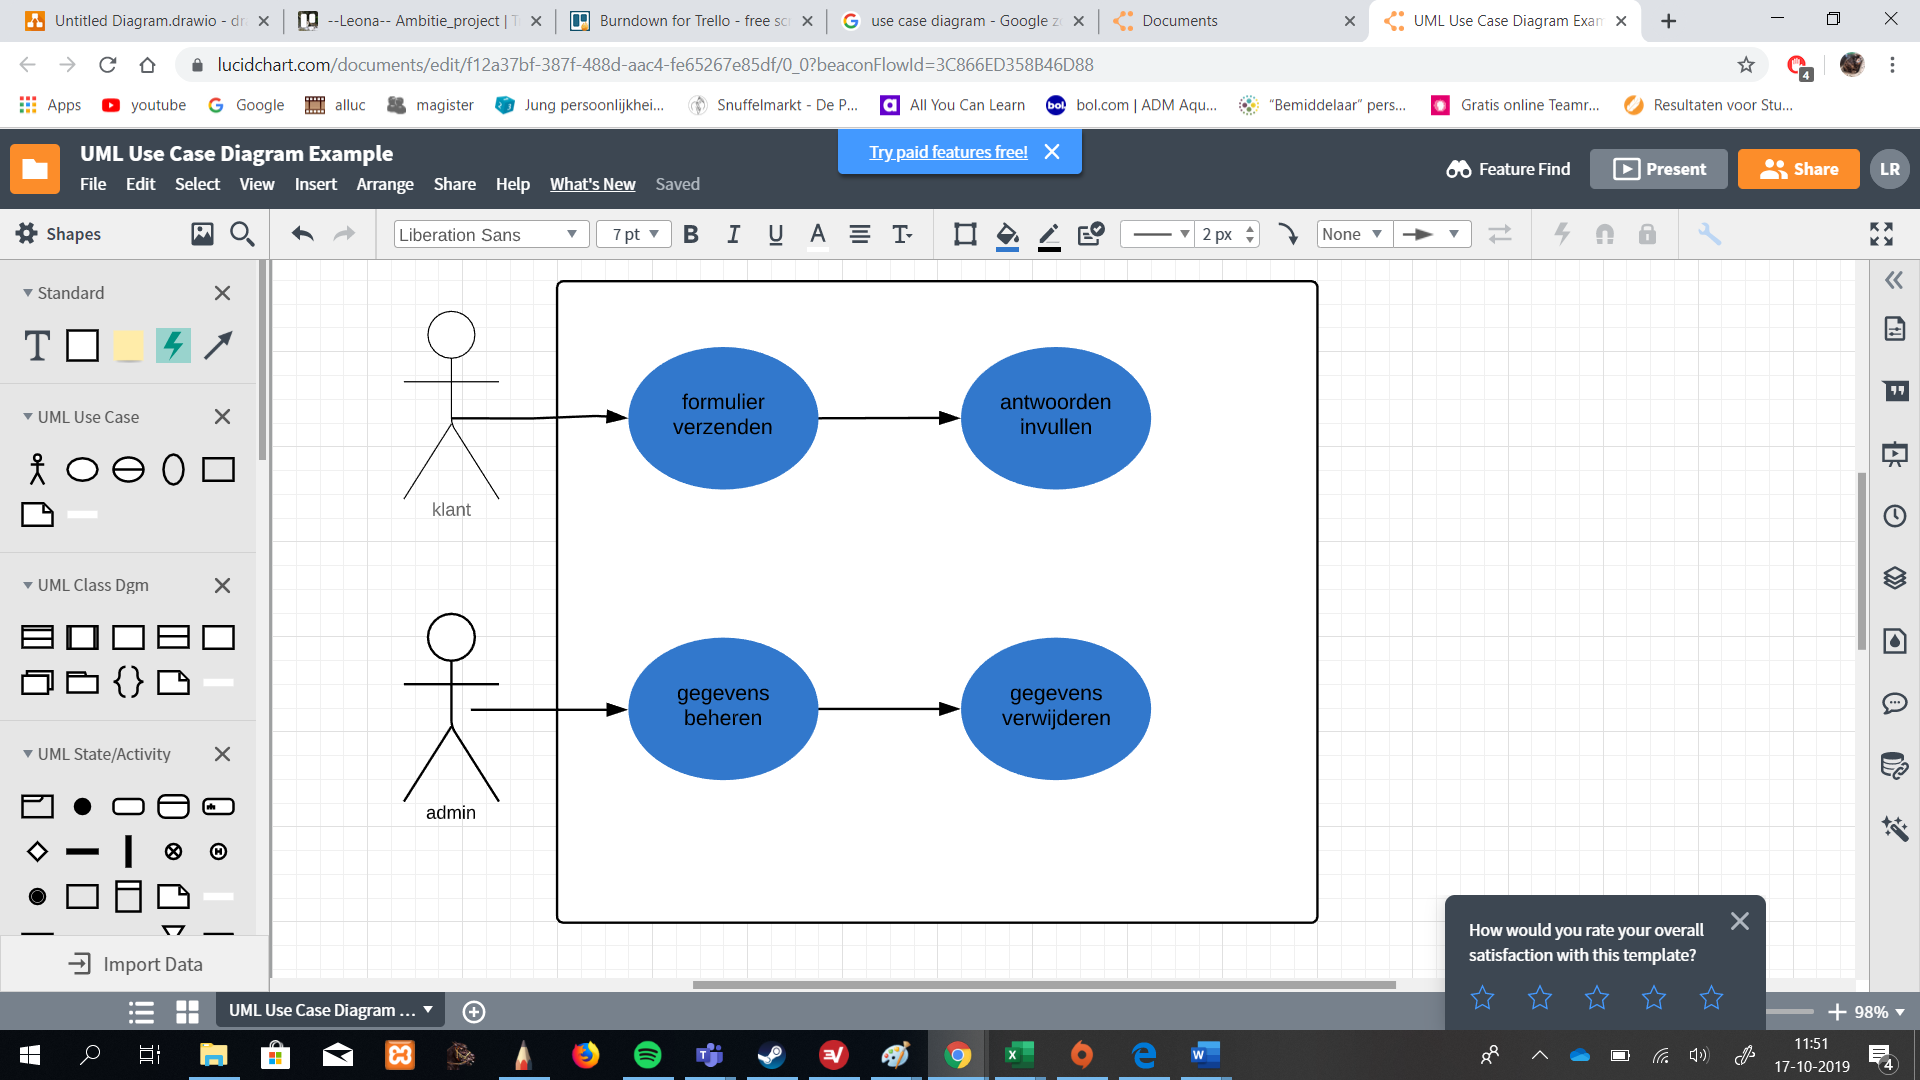 Untitled Diagram.drawio - dr
--Leona-- Ambitie_project | T
Burndown for Trello - free sc
use case diagram - Google z
Documents
UML Use Case Diagram Exam
lucidchart.com/documents/edit/f12a37bf-387f-488d-aac4-fe65267e85df/0_0?beaconFlowId=3C866ED358B46D88
4
Apps
youtube
Google
alluc
magister
Jung persoonlijkhei...
Snuffelmarkt - De P...
All You Can Learn
bol.com | ADM Aqu...
“Bemiddelaar” pers...
Gratis online Teamr...
Resultaten voor Stu...
UML Use Case Diagram Example
Try paid features free!
File Edit Select View Insert Arrange Share Help What's New Saved
Feature Find
Present
Share
LR
Shapes
Liberation Sans
7 pt
B I U A T
2 px
None
Standard
T
UML Use Case
UML Class Dgm
UML State/Activity
Import Data
klant
formulier
verzenden
antwoorden
invullen
admin
gegevens
beheren
gegevens
verwijderen
How would you rate your overall
satisfaction with this template?
UML Use Case Diagram ...
98%
11:51
17-10-2019
4